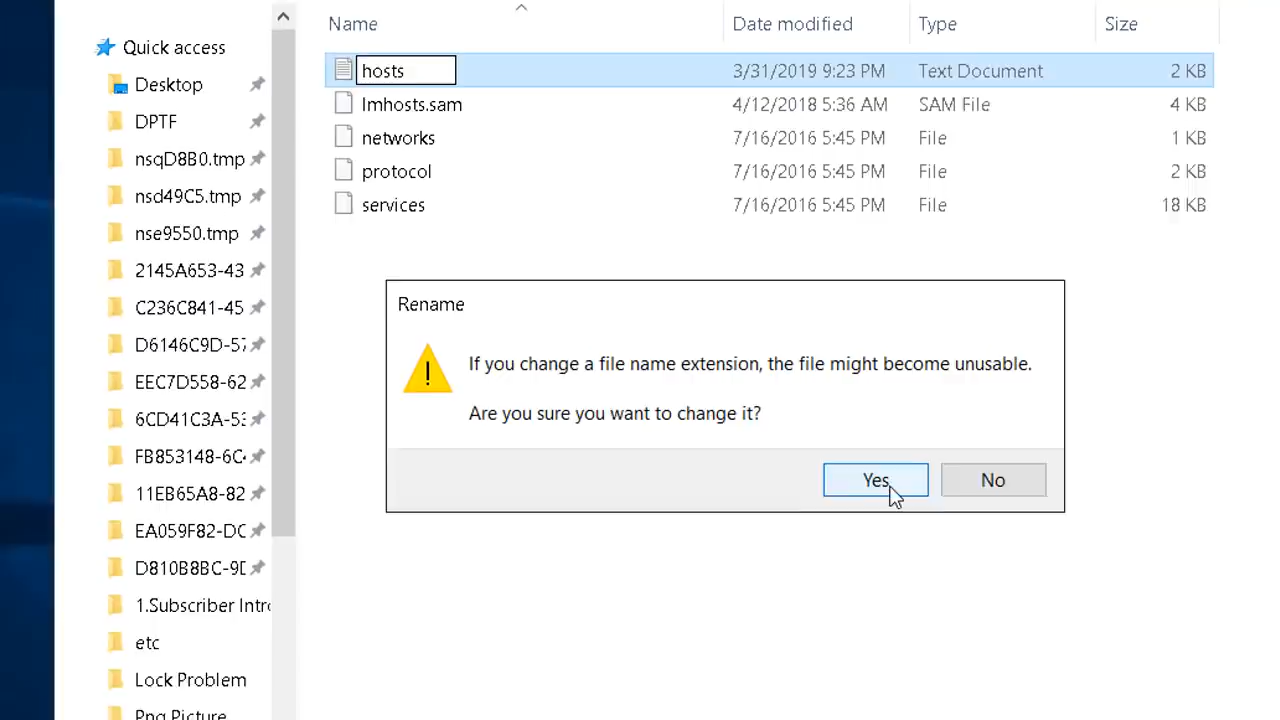 Name
Date modified
Type
Size
Quick access
Desktop
DPTF
nsqD8B0.tmp
nsd49C5.tmp
nse9550.tmp
2145A653-43
C236C841-45
D6146C9D-57
EEC7D558-62
6CD41C3A-53
FB853148-6C4
11EB65A8-82
EA059F82-DC
D810B8BC-9D
1.Subscriber Intro
etc
Lock Problem
Png Picture
hosts 3/31/2019 9:23 PM Text Document 2 KB
lmhosts.sam 4/12/2018 5:36 AM SAM File 4 KB
networks 7/16/2016 5:45 PM File 1 KB
protocol 7/16/2016 5:45 PM File 2 KB
services 7/16/2016 5:45 PM File 18 KB
Rename
If you change a file name extension, the file might become unusable.
Are you sure you want to change it?
Yes
No